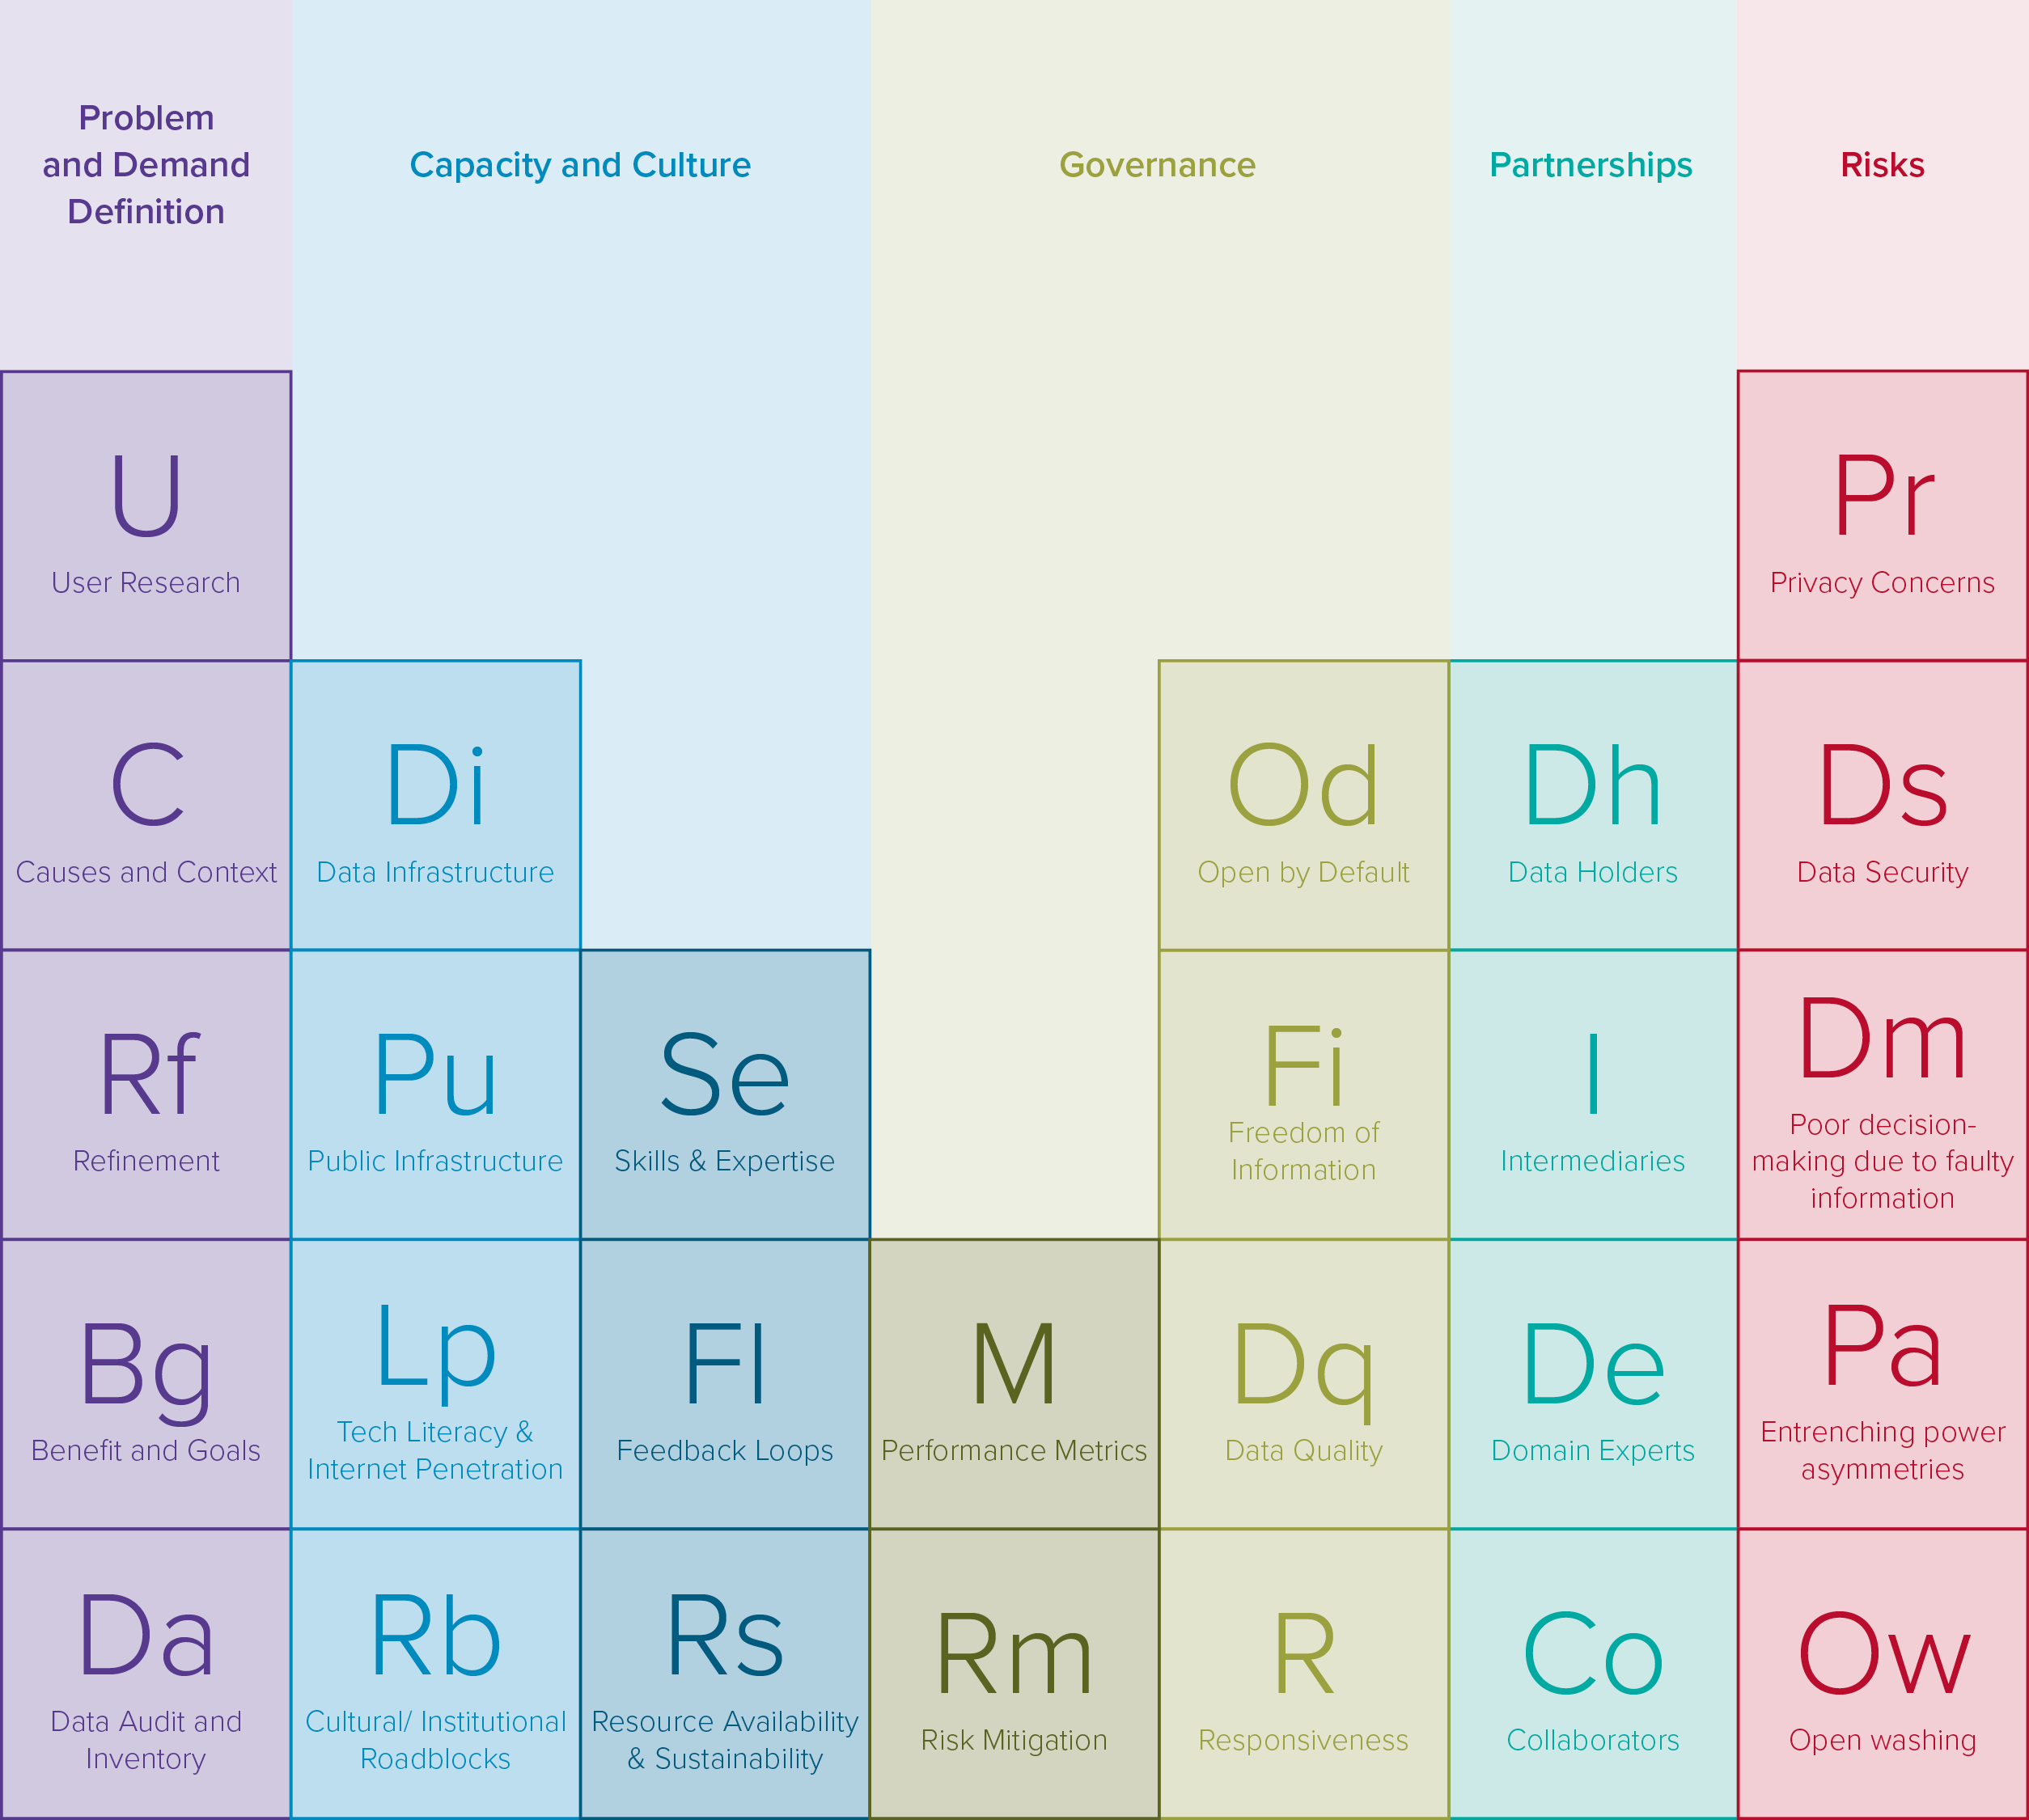 Problem
and Demand
Definition
Capacity and Culture
Governance
Partnerships
Risks
U
User Research
Pr
Privacy Concerns
C
Causes and Context
Di
Data Infrastructure
Od
Open by Default
Dh
Data Holders
Ds
Data Security
Rf
Refinement
Pu
Public Infrastructure
Se
Skills & Expertise
Fi
Freedom of
Information
I
Intermediaries
Dm
Poor decision-
making due to faulty
information
Bg
Benefit and Goals
Lp
Tech Literacy &
Internet Penetration
Fl
Feedback Loops
M
Performance Metrics
Dq
Data Quality
De
Domain Experts
Pa
Entrenching power
asymmetries
Da
Data Audit and
Inventory
Rb
Cultural/ Institutional
Roadblocks
Rs
Resource Availability
& Sustainability
Rm
Risk Mitigation
R
Responsiveness
Co
Collaborators
Ow
Open washing